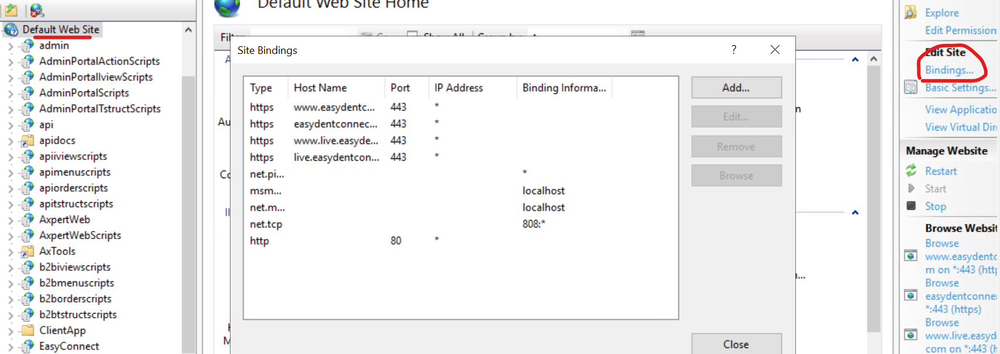 Default Web Site
admin
AdminPortalActionScripts
AdminPortalIviewScripts
AdminPortalScripts
AdminPortalTstructScripts
api
apidocs
apiiviewscripts
apimenuscripts
apiorderscripts
apitstructscripts
AxpertWeb
AxpertWebScripts
AxTools
b2biviewscripts
b2bmenuscripts
b2borderscripts
b2btstructscripts
ClientApp
EasyConnect
Default Web Site Home
Show All
Site Bindings
?
Type Host Name Port IP Address Binding Informa...
https www.easydentc... 443 *
https easydentconnec... 443 *
https www.live.easyde... 443 *
https live.easydentcon... 443 *
net.pi... *
msm... localhost
net.m... localhost
net.tcp 808:*
http 80 *
Add...
Edit...
Remove
Browse
Close
Explore
Edit Permission
Edit Site
Bindings...
Basic Settings...
View Applicatio
View Virtual Dir
Manage Website
Restart
Start
Stop
Browse Websit
Browse
www.easydentc
m on *:443 (http
Browse
easydentconne
*:443 (https)
Browse
www.live.easyd
com on *:443 (h